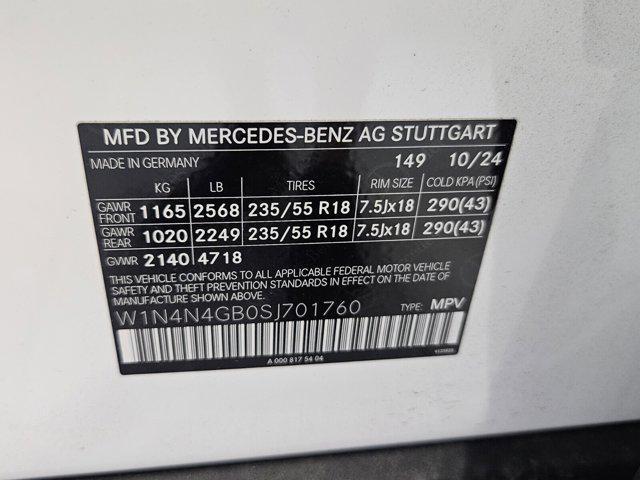 MFD BY MERCEDES-BENZ AG STUTTGART
MADE IN GERMANY 149 10/24
KG LB TIRES RIM SIZE COLD KPA (PSI)
GAWR FRONT 1165 2568 235/55 R18 7.5Jx18 290(43)
GAWR REAR 1020 2249 235/55 R18 7.5Jx18 290(43)
GVWR 2140 4718
THIS VEHICLE CONFORMS TO ALL APPLICABLE FEDERAL MOTOR VEHICLE
SAFETY AND THEFT PREVENTION STANDARDS IN EFFECT ON THE DATE OF
MANUFACTURE SHOWN ABOVE.
W1N4N4GB0SJ701760 TYPE: MPV
A 000 817 54 04